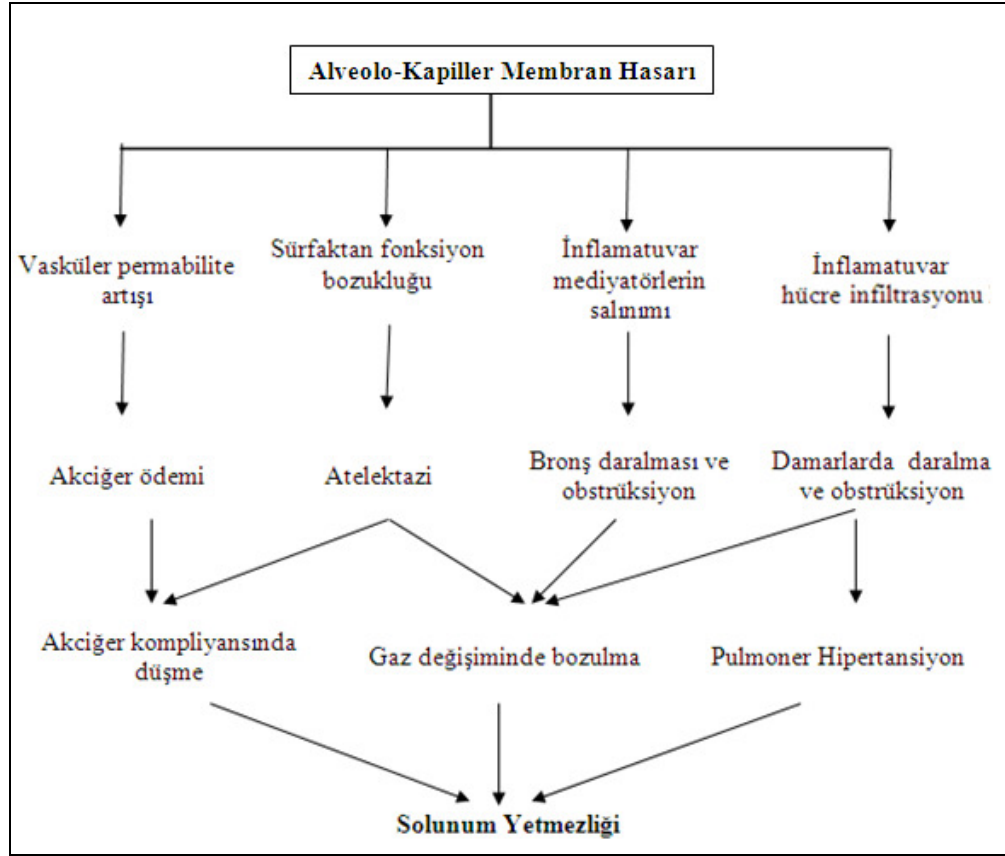 Alveolo-Kapiller Membran Hasarı
Vasküler permabilite
artışı
Sürfaktan fonksiyon
bozukluğu
İnflamatuvar
mediyatörlerin
salınımı
İnflamatuvar
hücre infiltrasyonu
Akciğer ödemi
Atelektazi
Bronş daralması ve
obstrüksiyon
Damarlarda daralma
ve obstrüksiyon
Akciğer kompliyansında
düşme
Gaz değişiminde bozulma
Pulmoner Hipertansiyon
Solunum Yetmezliği